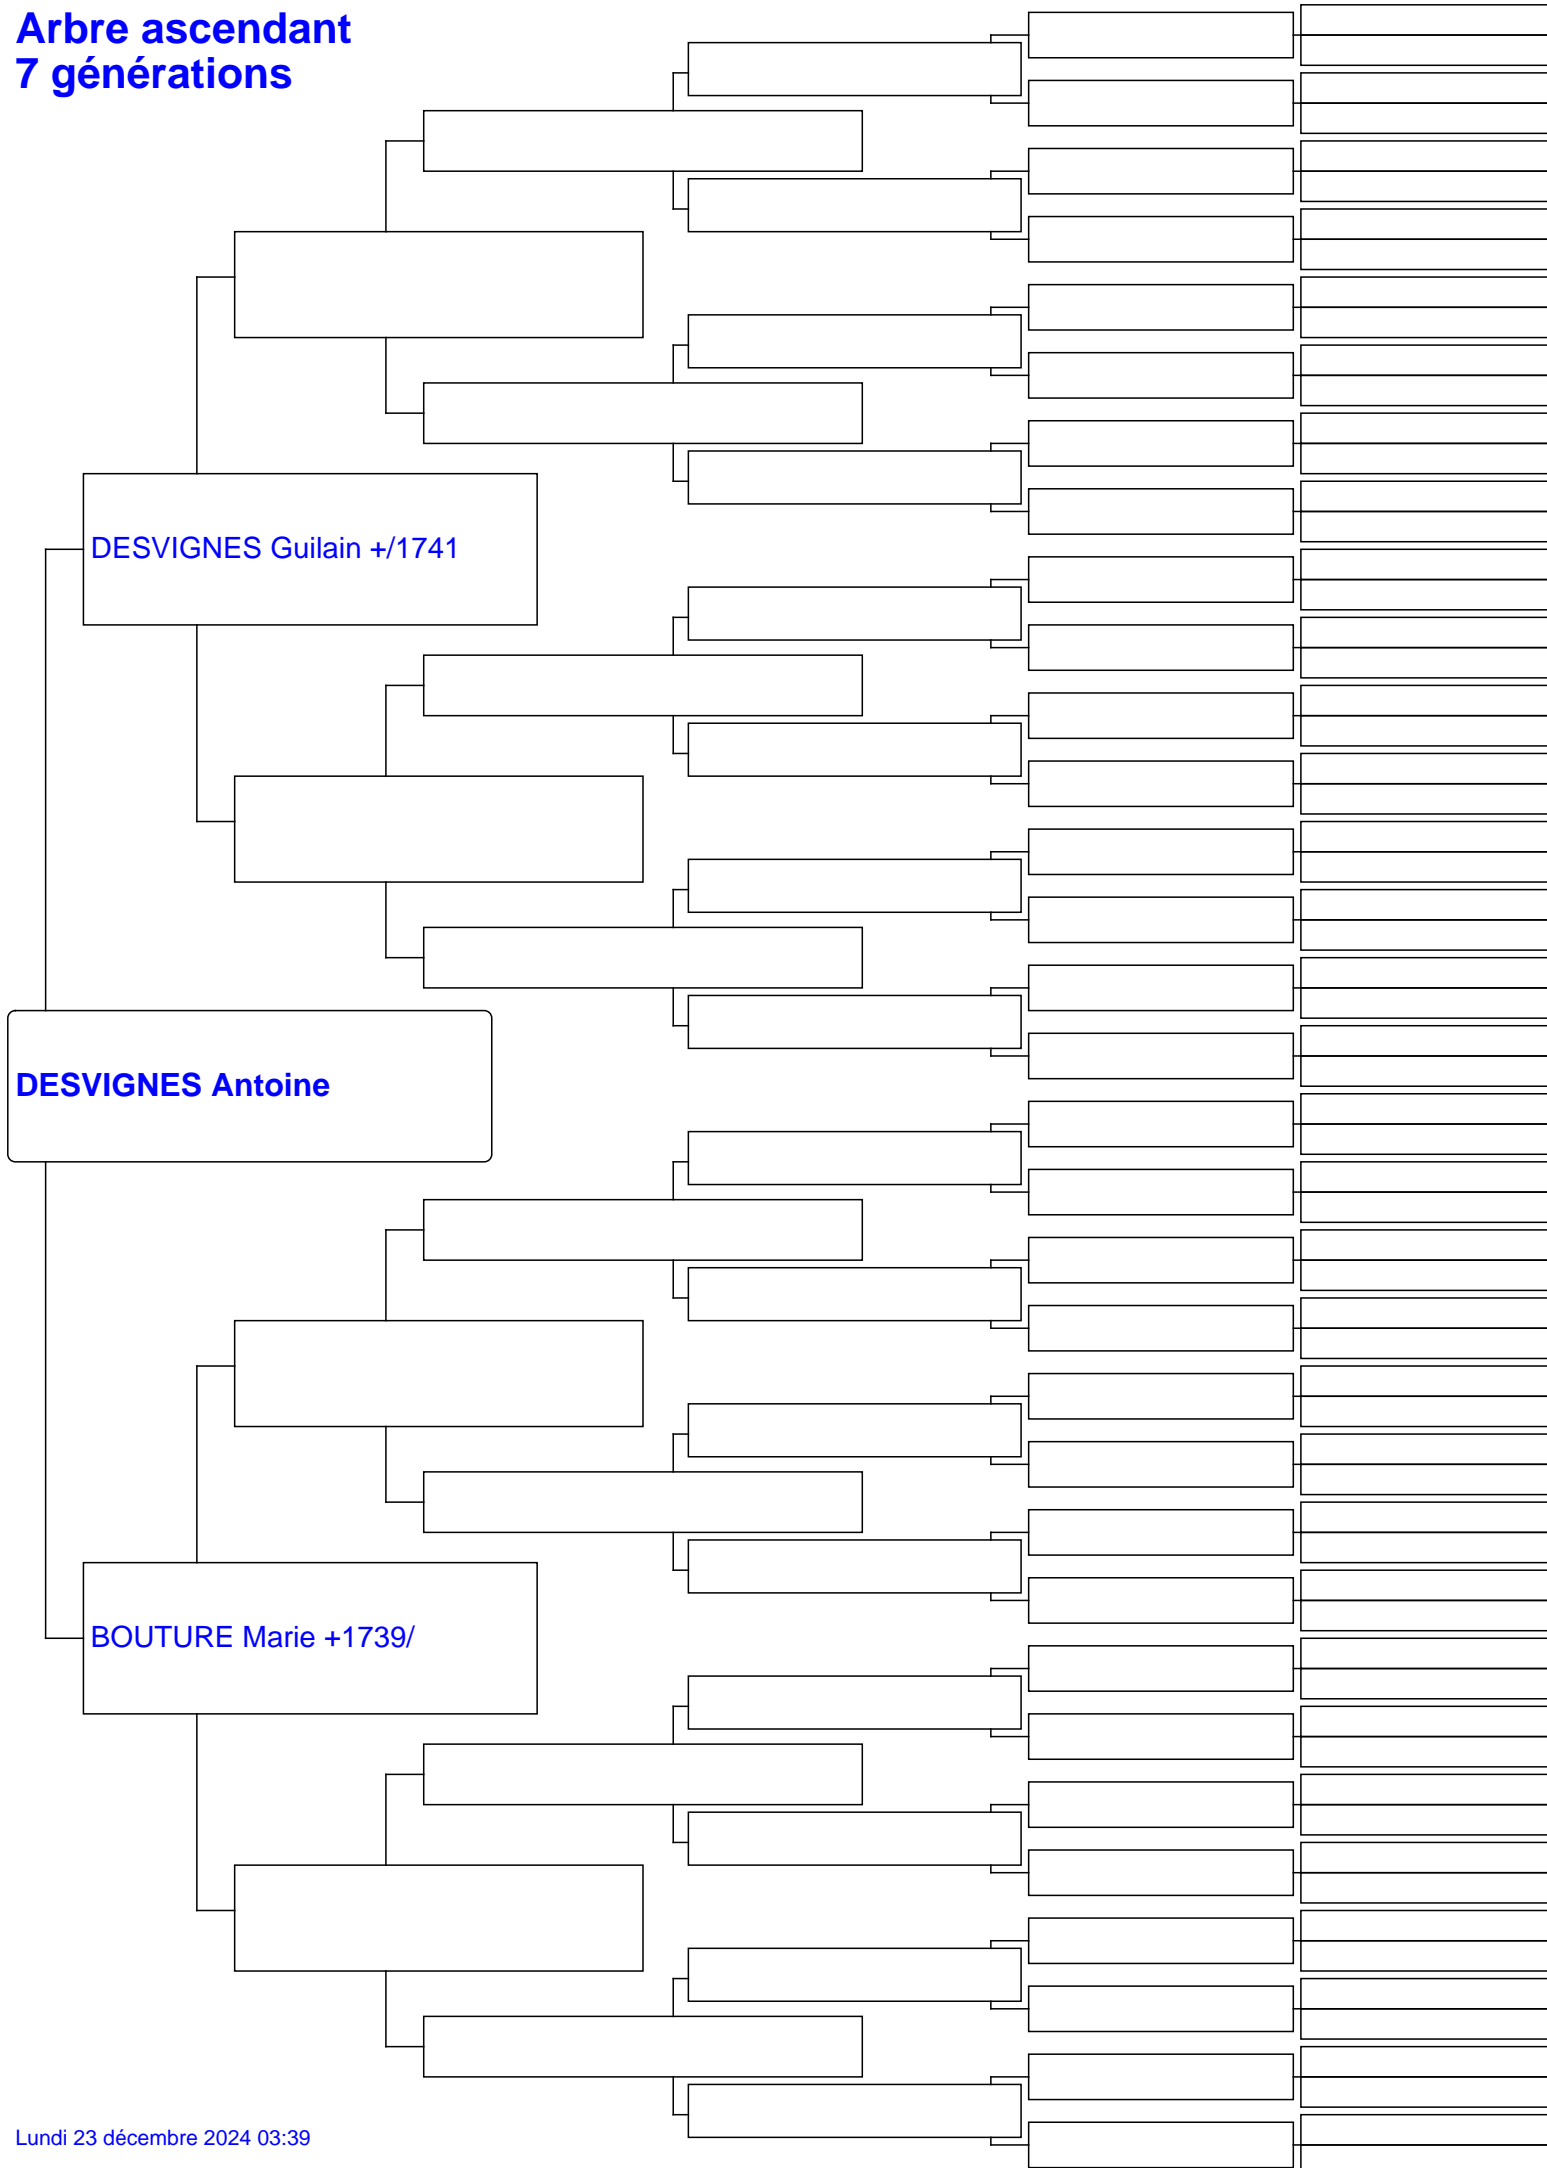 Arbre ascendant
7 générations
DESVIGNES Guilain +/1741
DESVIGNES Antoine
BOUTURE Marie +1739/
Lundi 23 décembre 2024 03:39